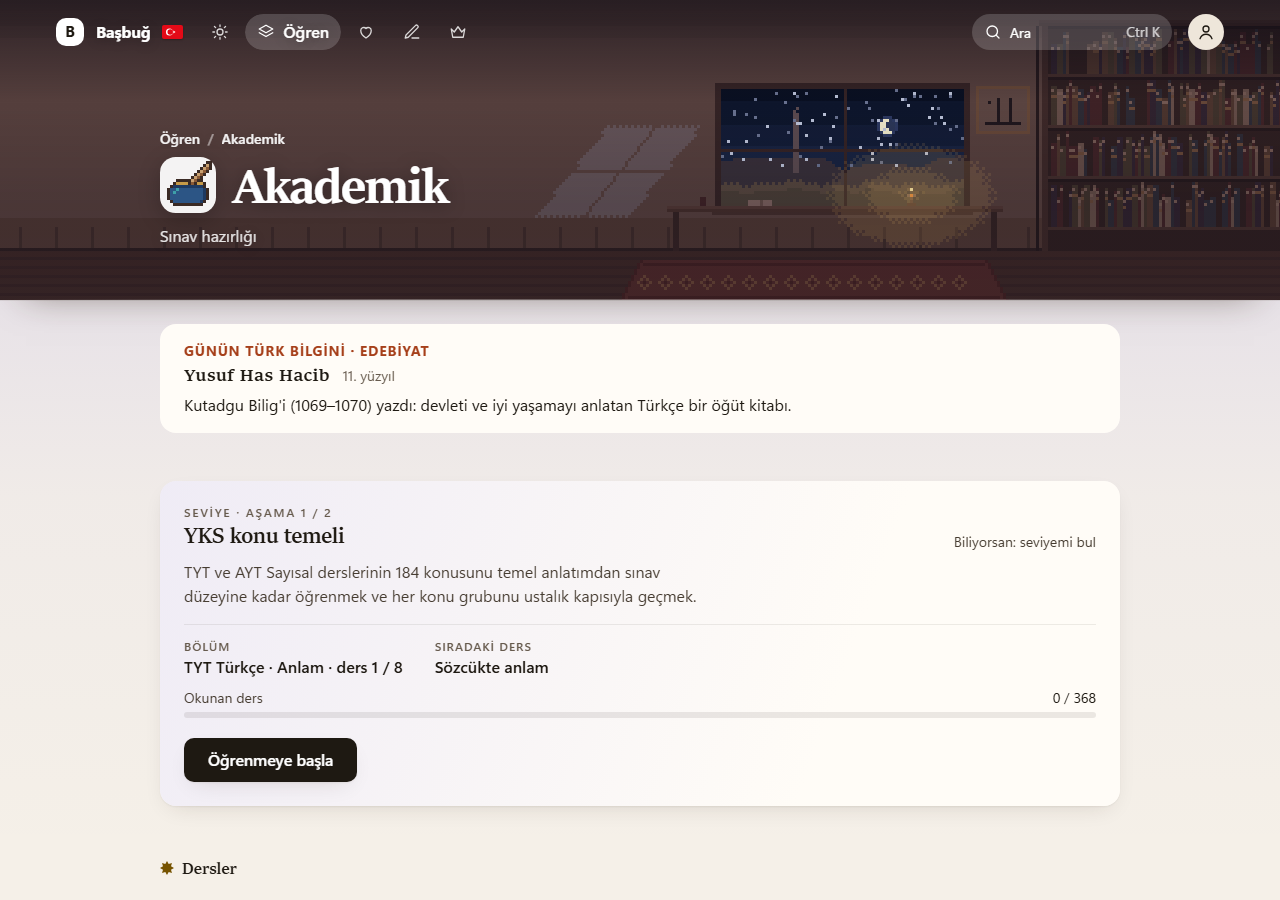 B Başbuğ Öğren Ara Ctrl K
Öğren / Akademik
Akademik
Sınav hazırlığı
GÜNÜN TÜRK BİLGİNİ · EDEBİYAT
Yusuf Has Hacib 11. yüzyıl
Kutadgu Bilig'i (1069–1070) yazdı: devleti ve iyi yaşamayı anlatan Türkçe bir öğüt kitabı.
SEVİYE · AŞAMA 1 / 2
YKS konu temeli
Biliyorsan: seviyemi bul
TYT ve AYT Sayısal derslerinin 184 konusunu temel anlatımdan sınav
düzeyine kadar öğrenmek ve her konu grubunu ustalık kapısıyla geçmek.
BÖLÜM SIRADAKİ DERS
TYT Türkçe · Anlam · ders 1 / 8 Sözcükte anlam
Okunan ders 0 / 368
Öğrenmeye başla
Dersler